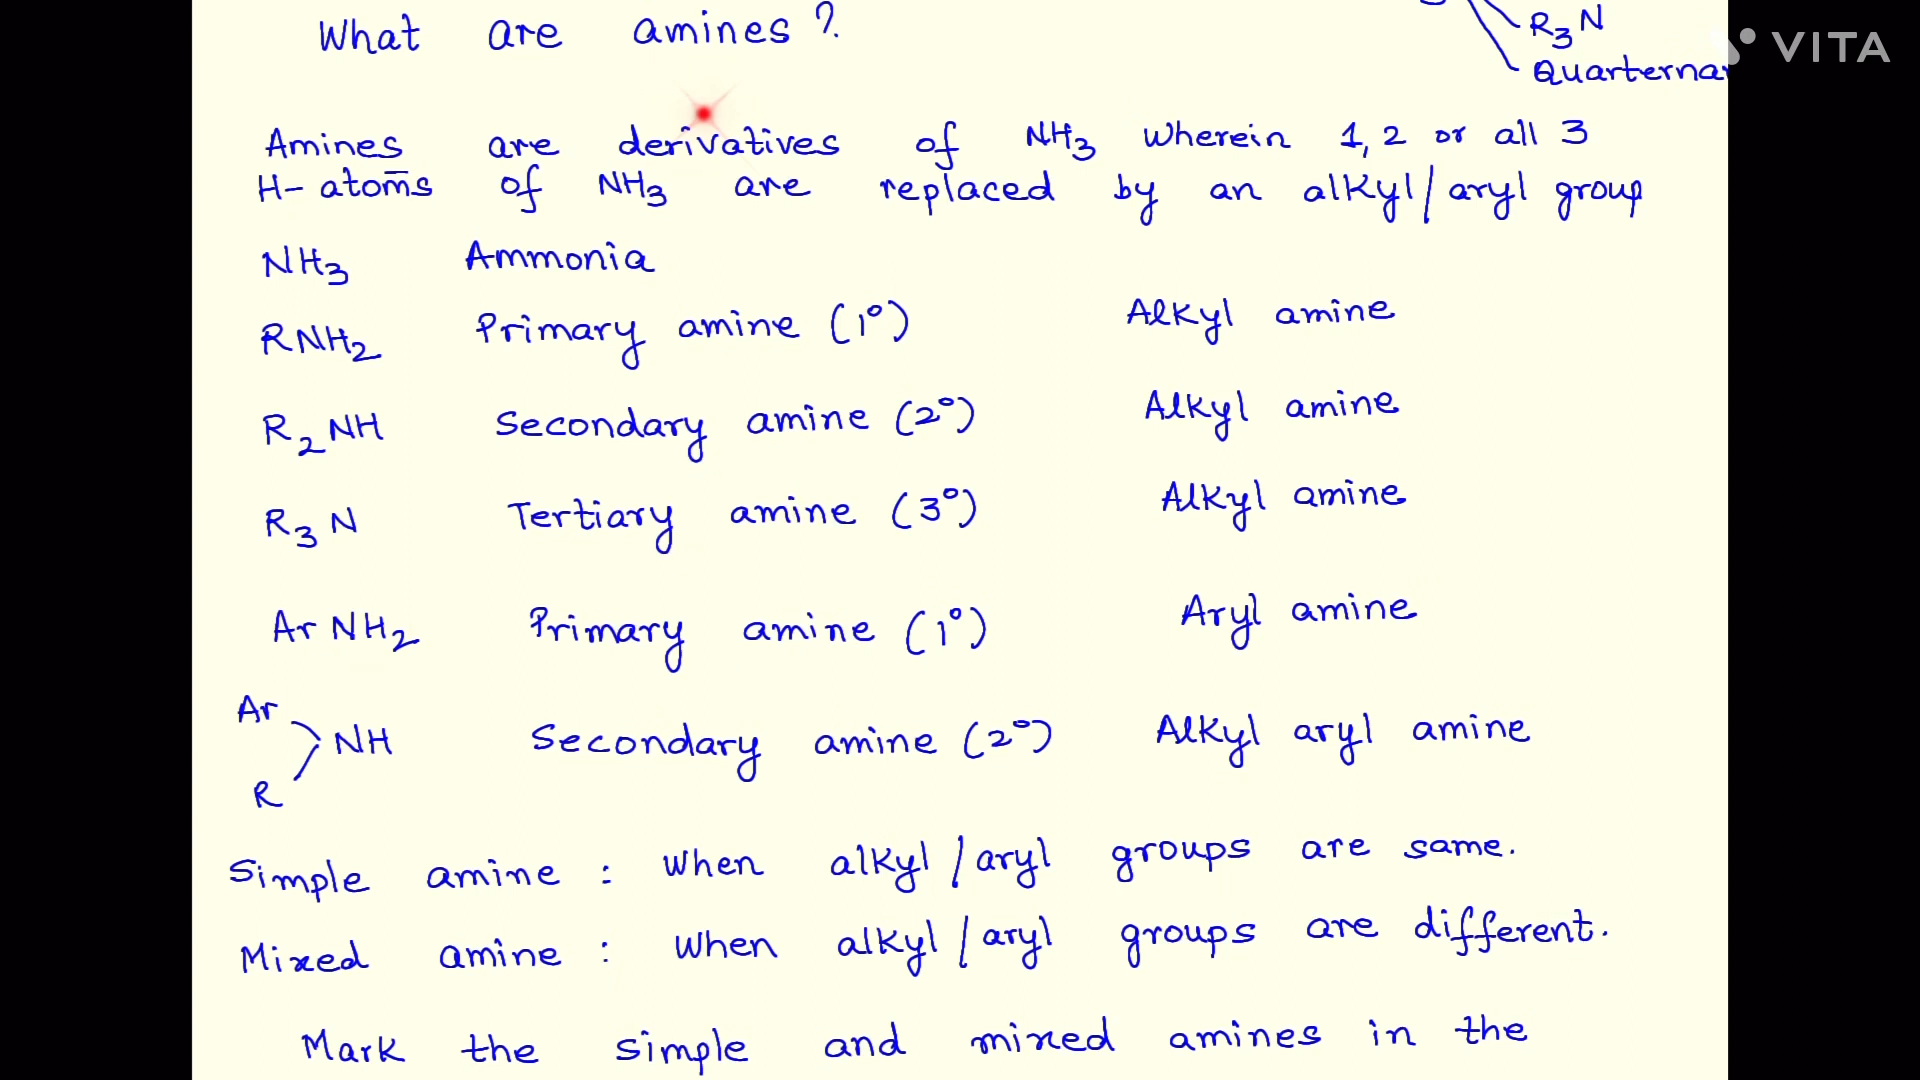 What are amines?
R3N
Quarterna
VITA
Amines are derivatives of NH3 wherein 1, 2 or all 3
H-atoms of NH3 are replaced by an alkyl/aryl group
NH3 Ammonia
RNH2 Primary amine (1°) Alkyl amine
R2NH Secondary amine (2°) Alkyl amine
R3N Tertiary amine (3°) Alkyl amine
ArNH2 Primary amine (1°) Aryl amine
Ar
NH Secondary amine (2°) Alkyl aryl amine
R
Simple amine : When alkyl/aryl groups are same.
Mixed amine : When alkyl/aryl groups are different.
Mark the simple and mixed amines in the